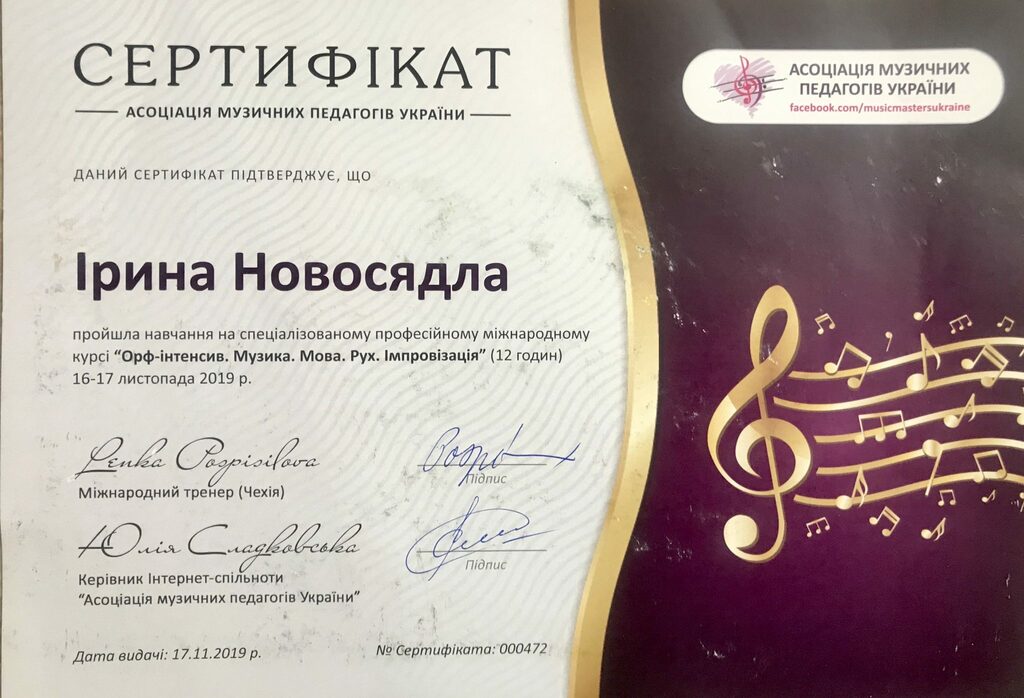 СЕРТИФІКАТ
АСОЦІАЦІЯ МУЗИЧНИХ ПЕДАГОГІВ УКРАЇНИ
ДАНИЙ СЕРТИФІКАТ ПІДТВЕРДЖУЄ, ЩО
Ірина Новосядла
пройшла навчання на спеціалізованому професійному міжнародному
курсі “Орф-інтенсив. Музика. Мова. Рух. Імпровізація” (12 годин)
16-17 листопада 2019 р.
Lenka Pospisilova
Підпис
Міжнародний тренер (Чехія)
Юлія Сладковська
Підпис
Керівник Інтернет-спільноти
“Асоціація музичних педагогів України”
Дата видачі: 17.11.2019 р.
№ Сертифіката: 000472
АСОЦІАЦІЯ МУЗИЧНИХ
ПЕДАГОГІВ УКРАЇНИ
facebook.com/musicmastersukraine